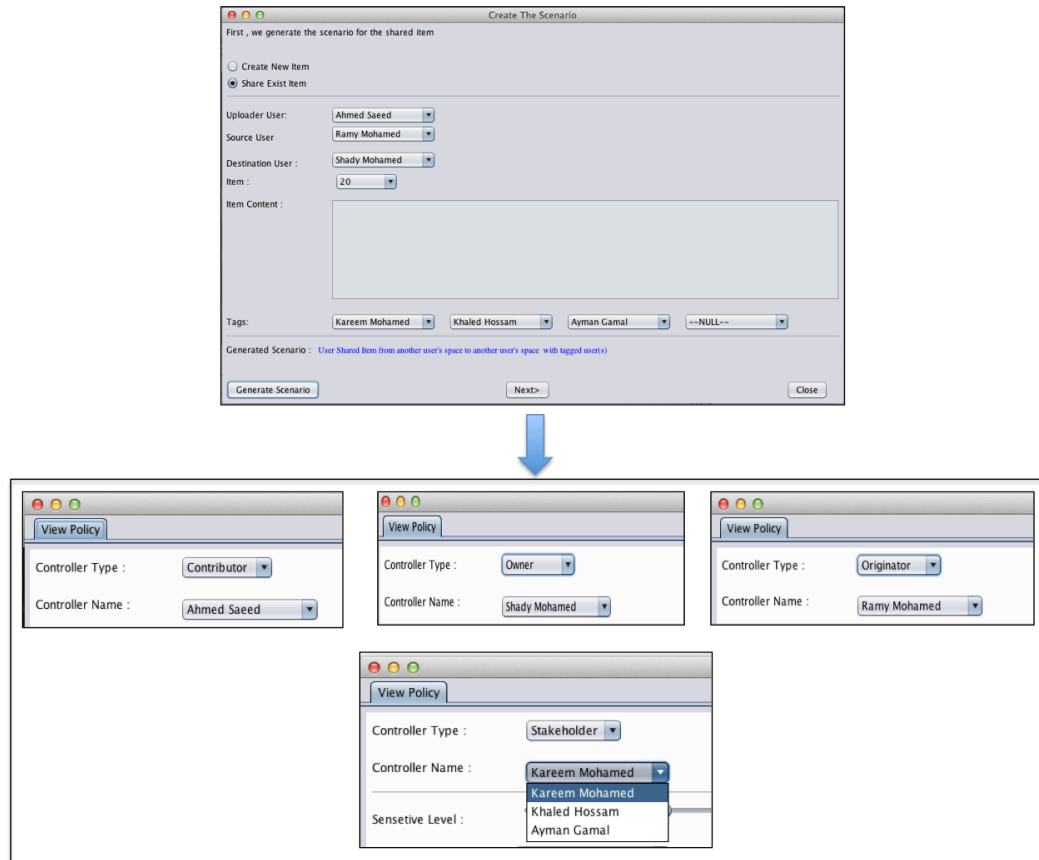 Create The Scenario
First , we generate the scenario for the shared item
Create New Item
Share Exist Item
Uploader User: Ahmed Saeed
Source User Ramy Mohamed
Destination User : Shady Mohamed
Item : 20
Item Content :
Tags: Kareem Mohamed Khaled Hossam Ayman Gamal --NULL--
Generated Scenario : User Shared Item from another user's space to another user's space with tagged user(s)
Generate Scenario Next> Close
View Policy
Controller Type : Contributor
Controller Name : Ahmed Saeed
View Policy
Controller Type : Owner
Controller Name : Shady Mohamed
View Policy
Controller Type : Originator
Controller Name : Ramy Mohamed
View Policy
Controller Type : Stakeholder
Controller Name : Kareem Mohamed
Kareem Mohamed
Khaled Hossam
Sensetive Level :
Ayman Gamal